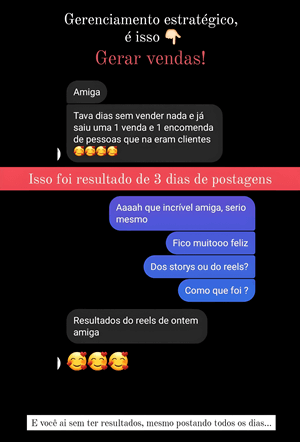 Gerenciamento estratégico,
é isso 👇🏻
Gerar vendas!
Amiga
Tava dias sem vender nada e já
saiu uma 1 venda e 1 encomenda
de pessoas que na eram clientes
🥰🥰🥰🥰
Isso foi resultado de 3 dias de postagens
Aaaah que incrível amiga, serio
mesmo
Fico muitooo feliz
Dos storys ou do reels?
Como que foi ?
Resultados do reels de ontem
amiga
🥰🥰🥰
E você ai sem ter resultados, mesmo postando todos os dias...